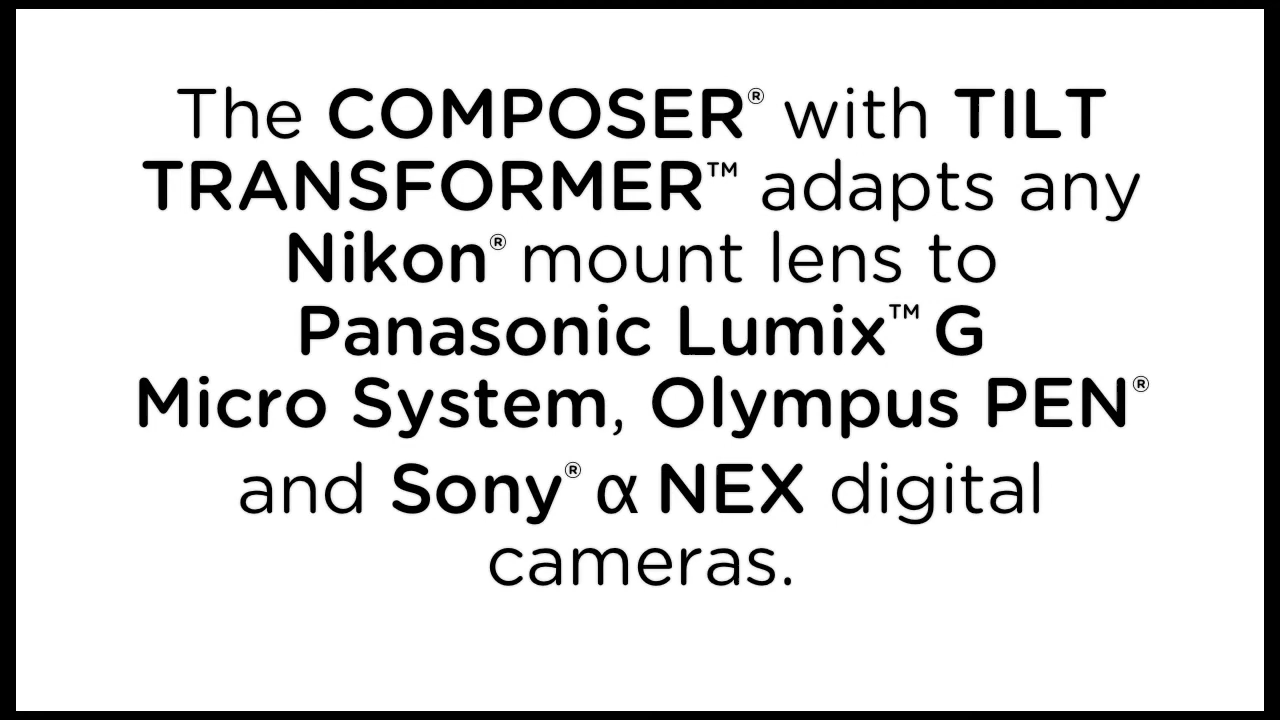 The COMPOSER® with TILT
TRANSFORMER™ adapts any
Nikon® mount lens to
Panasonic Lumix™ G
Micro System, Olympus PEN®
and Sony® α NEX digital
cameras.